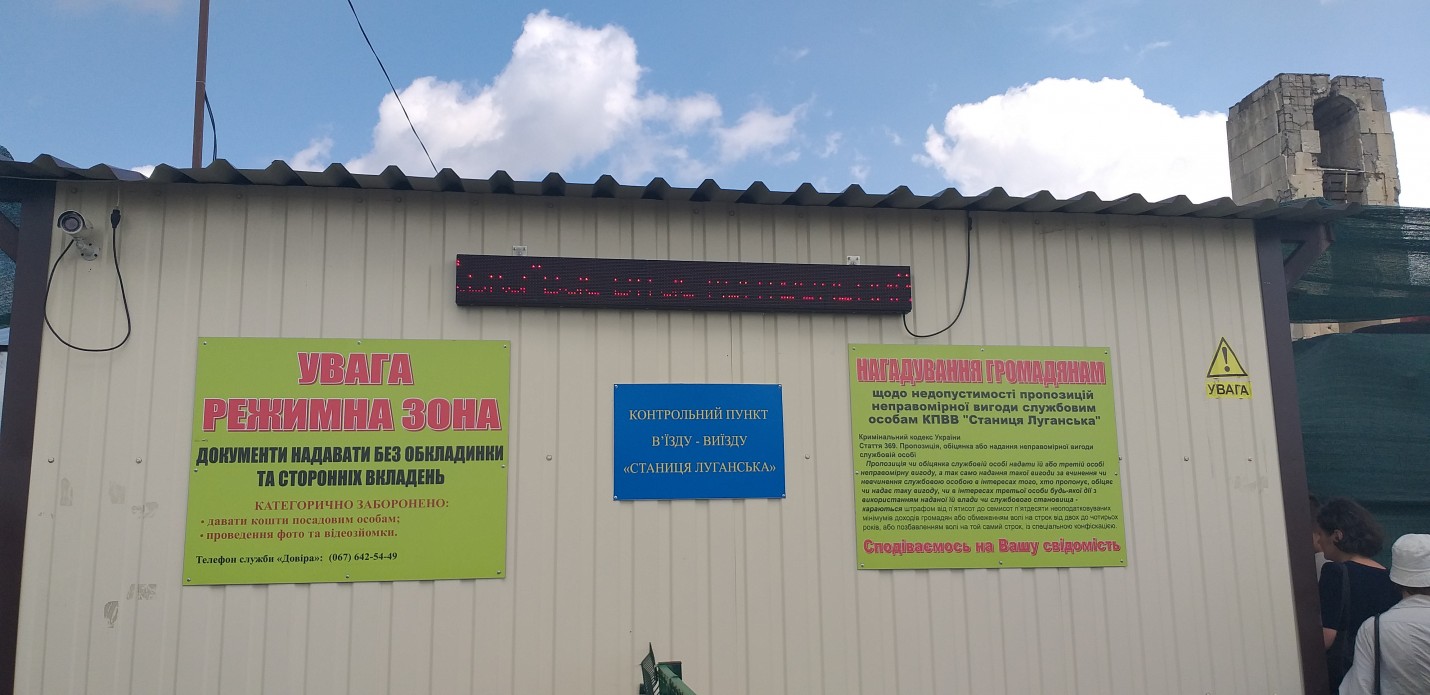 УВАГА
РЕЖИМНА ЗОНА
ДОКУМЕНТИ НАДАВАТИ БЕЗ ОБКЛАДИНКИ
ТА СТОРОННІХ ВКЛАДЕНЬ
КАТЕГОРИЧНО ЗАБОРОНЕНО:
• давати кошти посадовим особам;
• проведення фото та відеозйомки.
Телефон служби «Довіра»: (067) 642-54-49
КОНТРОЛЬНИЙ ПУНКТ
В'ЇЗДУ - ВИЇЗДУ
«СТАНИЦЯ ЛУГАНСЬКА»
НАГАДУВАННЯ ГРОМАДЯНАМ
щодо недопустимості пропозицій
неправомірної вигоди службовим
особам КПВВ "Станиця Луганська"
Кримінальний кодекс України
Стаття 369. Пропозиція, обіцянка або надання неправомірної вигоди
службовій особі
Пропозиція чи обіцянка службовій особі надати їй або третій особі
неправомірну вигоду, а так само надання такої вигоди за вчинення чи
невчинення службовою особою в інтересах того, хто пропонує, обіцяє
чи надає таку вигоду, чи в інтересах третьої особи будь-якої дії з
використанням наданої їй влади чи службового становища -
караються штрафом від п'ятисот до семисот п'ятдесяти неоподатковуваних
мінімумів доходів громадян або обмеженням волі на строк від двох до чотирьох
років, або позбавленням волі на той самий строк, із спеціальною конфіскацією.
Сподіваємось на Вашу свідомість
УВАГА